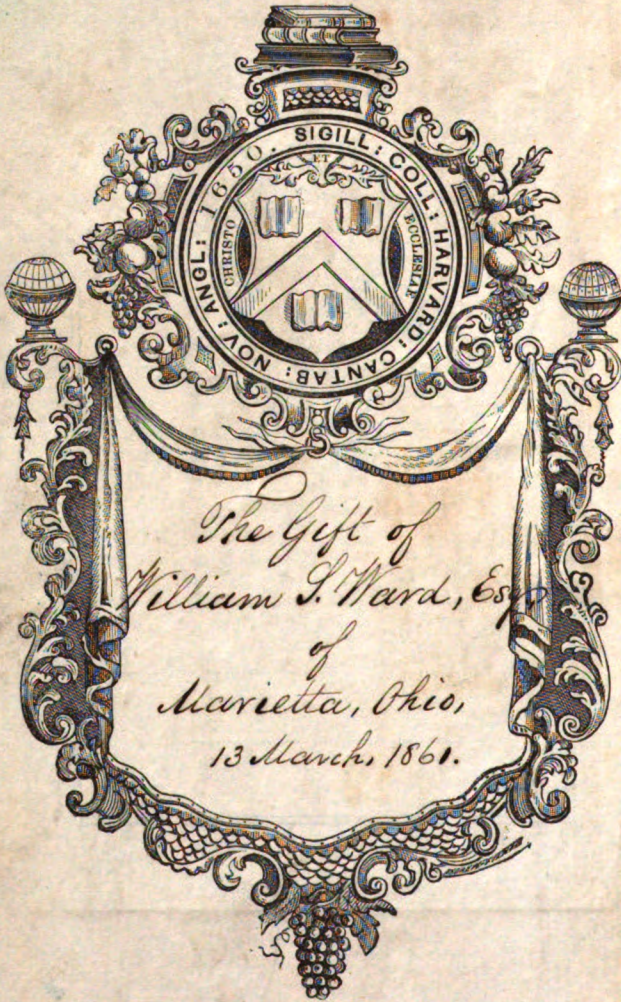 SIGILL: COLL: HARVARD: CANTAB: NOV: ANGL: 1650.
ET
CHRISTO
ECCLESIAE
The Gift of
William S. Ward, Esq.
of
Marietta, Ohio,
13 March, 1861.